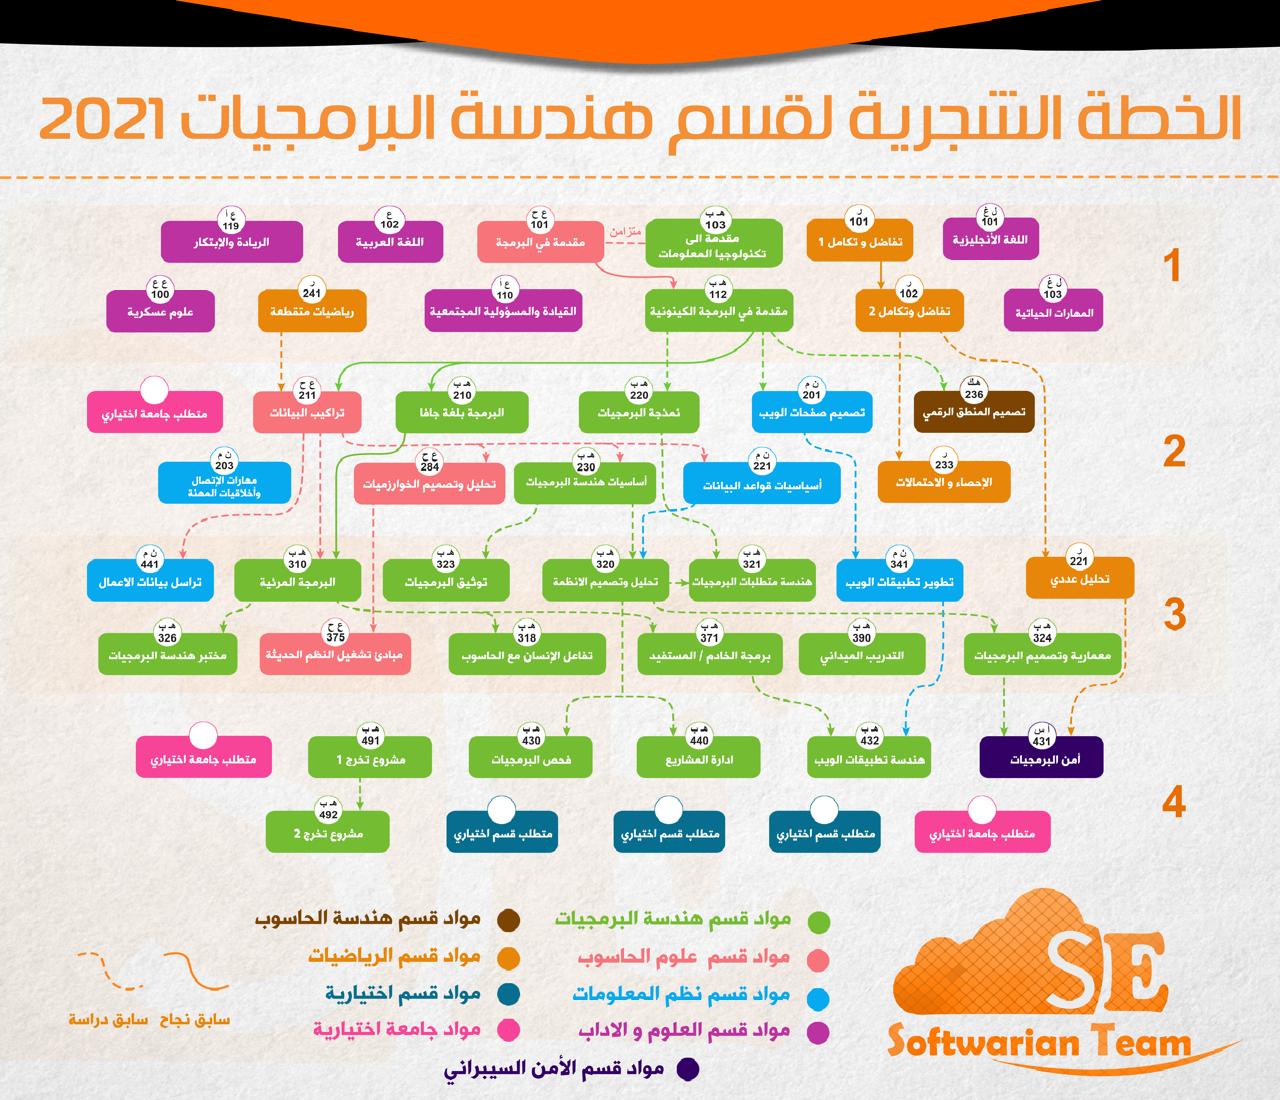 الخطة الشجرية لقسم هندسة البرمجيات 2021
1
ل غ 101
اللغة الأنجليزية
ر 101
تفاضل و تكامل 1
هـ ب 103
مقدمة الى
تكنولوجيا المعلومات
متزامن
ع ح 101
مقدمة في البرمجة
ع 102
اللغة العربية
ع أ 119
الريادة والإبتكار
ل غ 103
المهارات الحياتية
ر 102
تفاضل وتكامل 2
هـ ب 112
مقدمة في البرمجة الكينونية
ع أ 110
القيادة والمسؤولية المجتمعية
ر 241
رياضيات متقطعة
ع ع 100
علوم عسكرية
2
هـك 236
تصميم المنطق الرقمي
ن م 201
تصميم صفحات الويب
هـ ب 220
نمذجة البرمجيات
هـ ب 210
البرمجة بلغة جافا
ع ح 211
تراكيب البيانات
متطلب جامعة اختياري
ر 233
الإحصاء و الاحتمالات
ن م 221
أسياسيات قواعد البيانات
هـ ب 230
أساسيات هندسة البرمجيات
ع ح 284
تحليل وتصميم الخوارزميات
ن م 203
مهارات الإتصال
وأخلاقيات المهنة
3
ر 221
تحليل عددي
ن م 341
تطوير تطبيقات الويب
هـ ب 321
هندسة متطلبات البرمجيات
هـ ب 320
تحليل وتصميم الانظمة
هـ ب 323
توثيق البرمجيات
هـ ب 310
البرمجة المرئية
ن م 441
تراسل بيانات الاعمال
هـ ب 324
معمارية وتصميم البرمجيات
هـ ب 390
التدريب الميداني
هـ ب 371
برمجة الخادم / المستفيد
هـ ب 318
تفاعل الإنسان مع الحاسوب
ع ح 375
مبادئ تشغيل النظم الحديثة
هـ ب 326
مختبر هندسة البرمجيات
4
أ س 431
أمن البرمجيات
هـ ب 432
هندسة تطبيقات الويب
هـ ب 440
ادارة المشاريع
هـ ب 430
فحص البرمجيات
هـ ب 491
مشروع تخرج 1
متطلب جامعة اختياري
متطلب جامعة اختياري
متطلب قسم اختياري
متطلب قسم اختياري
متطلب قسم اختياري
هـ ب 492
مشروع تخرج 2
مواد قسم هندسة البرمجيات
مواد قسم هندسة الحاسوب
مواد قسم علوم الحاسوب
مواد قسم الرياضيات
مواد قسم نظم المعلومات
مواد قسم اختيارية
مواد قسم العلوم و الاداب
مواد جامعة اختيارية
مواد قسم الأمن السيبراني
سابق نجاح
سابق دراسة
SE
Softwarian Team